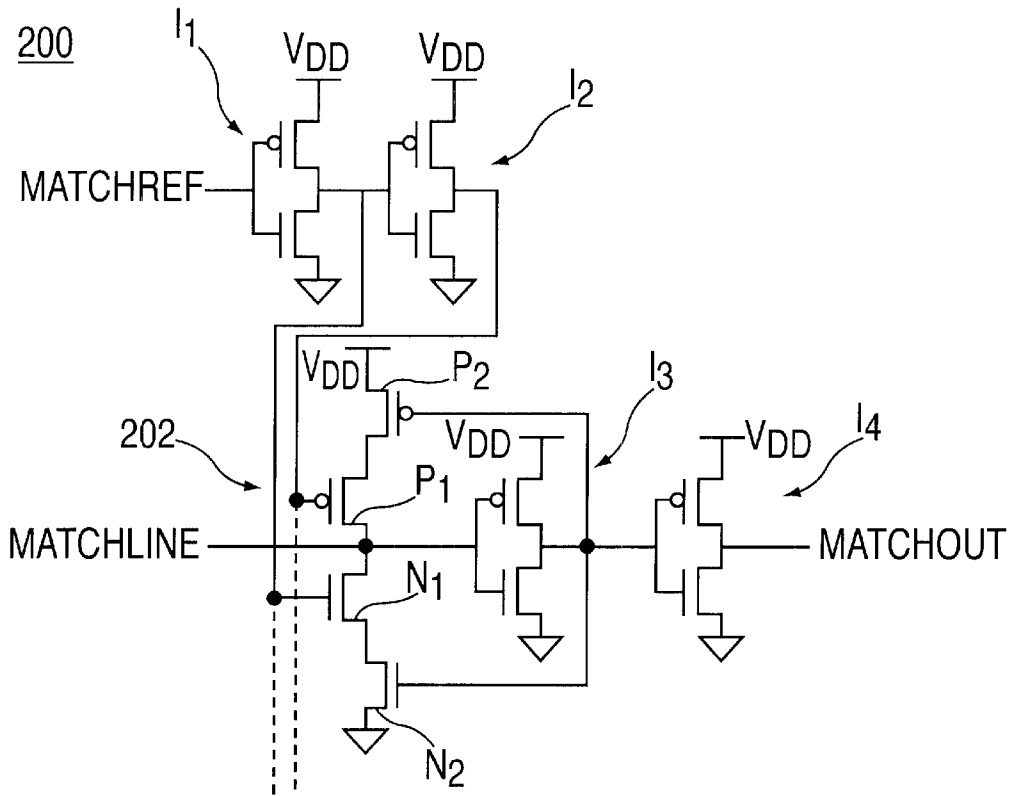 200
I1
VDD
VDD
I2
MATCHREF
VDD
P2
I3
202
VDD
I4
VDD
P1
MATCHLINE
MATCHOUT
N1
N2